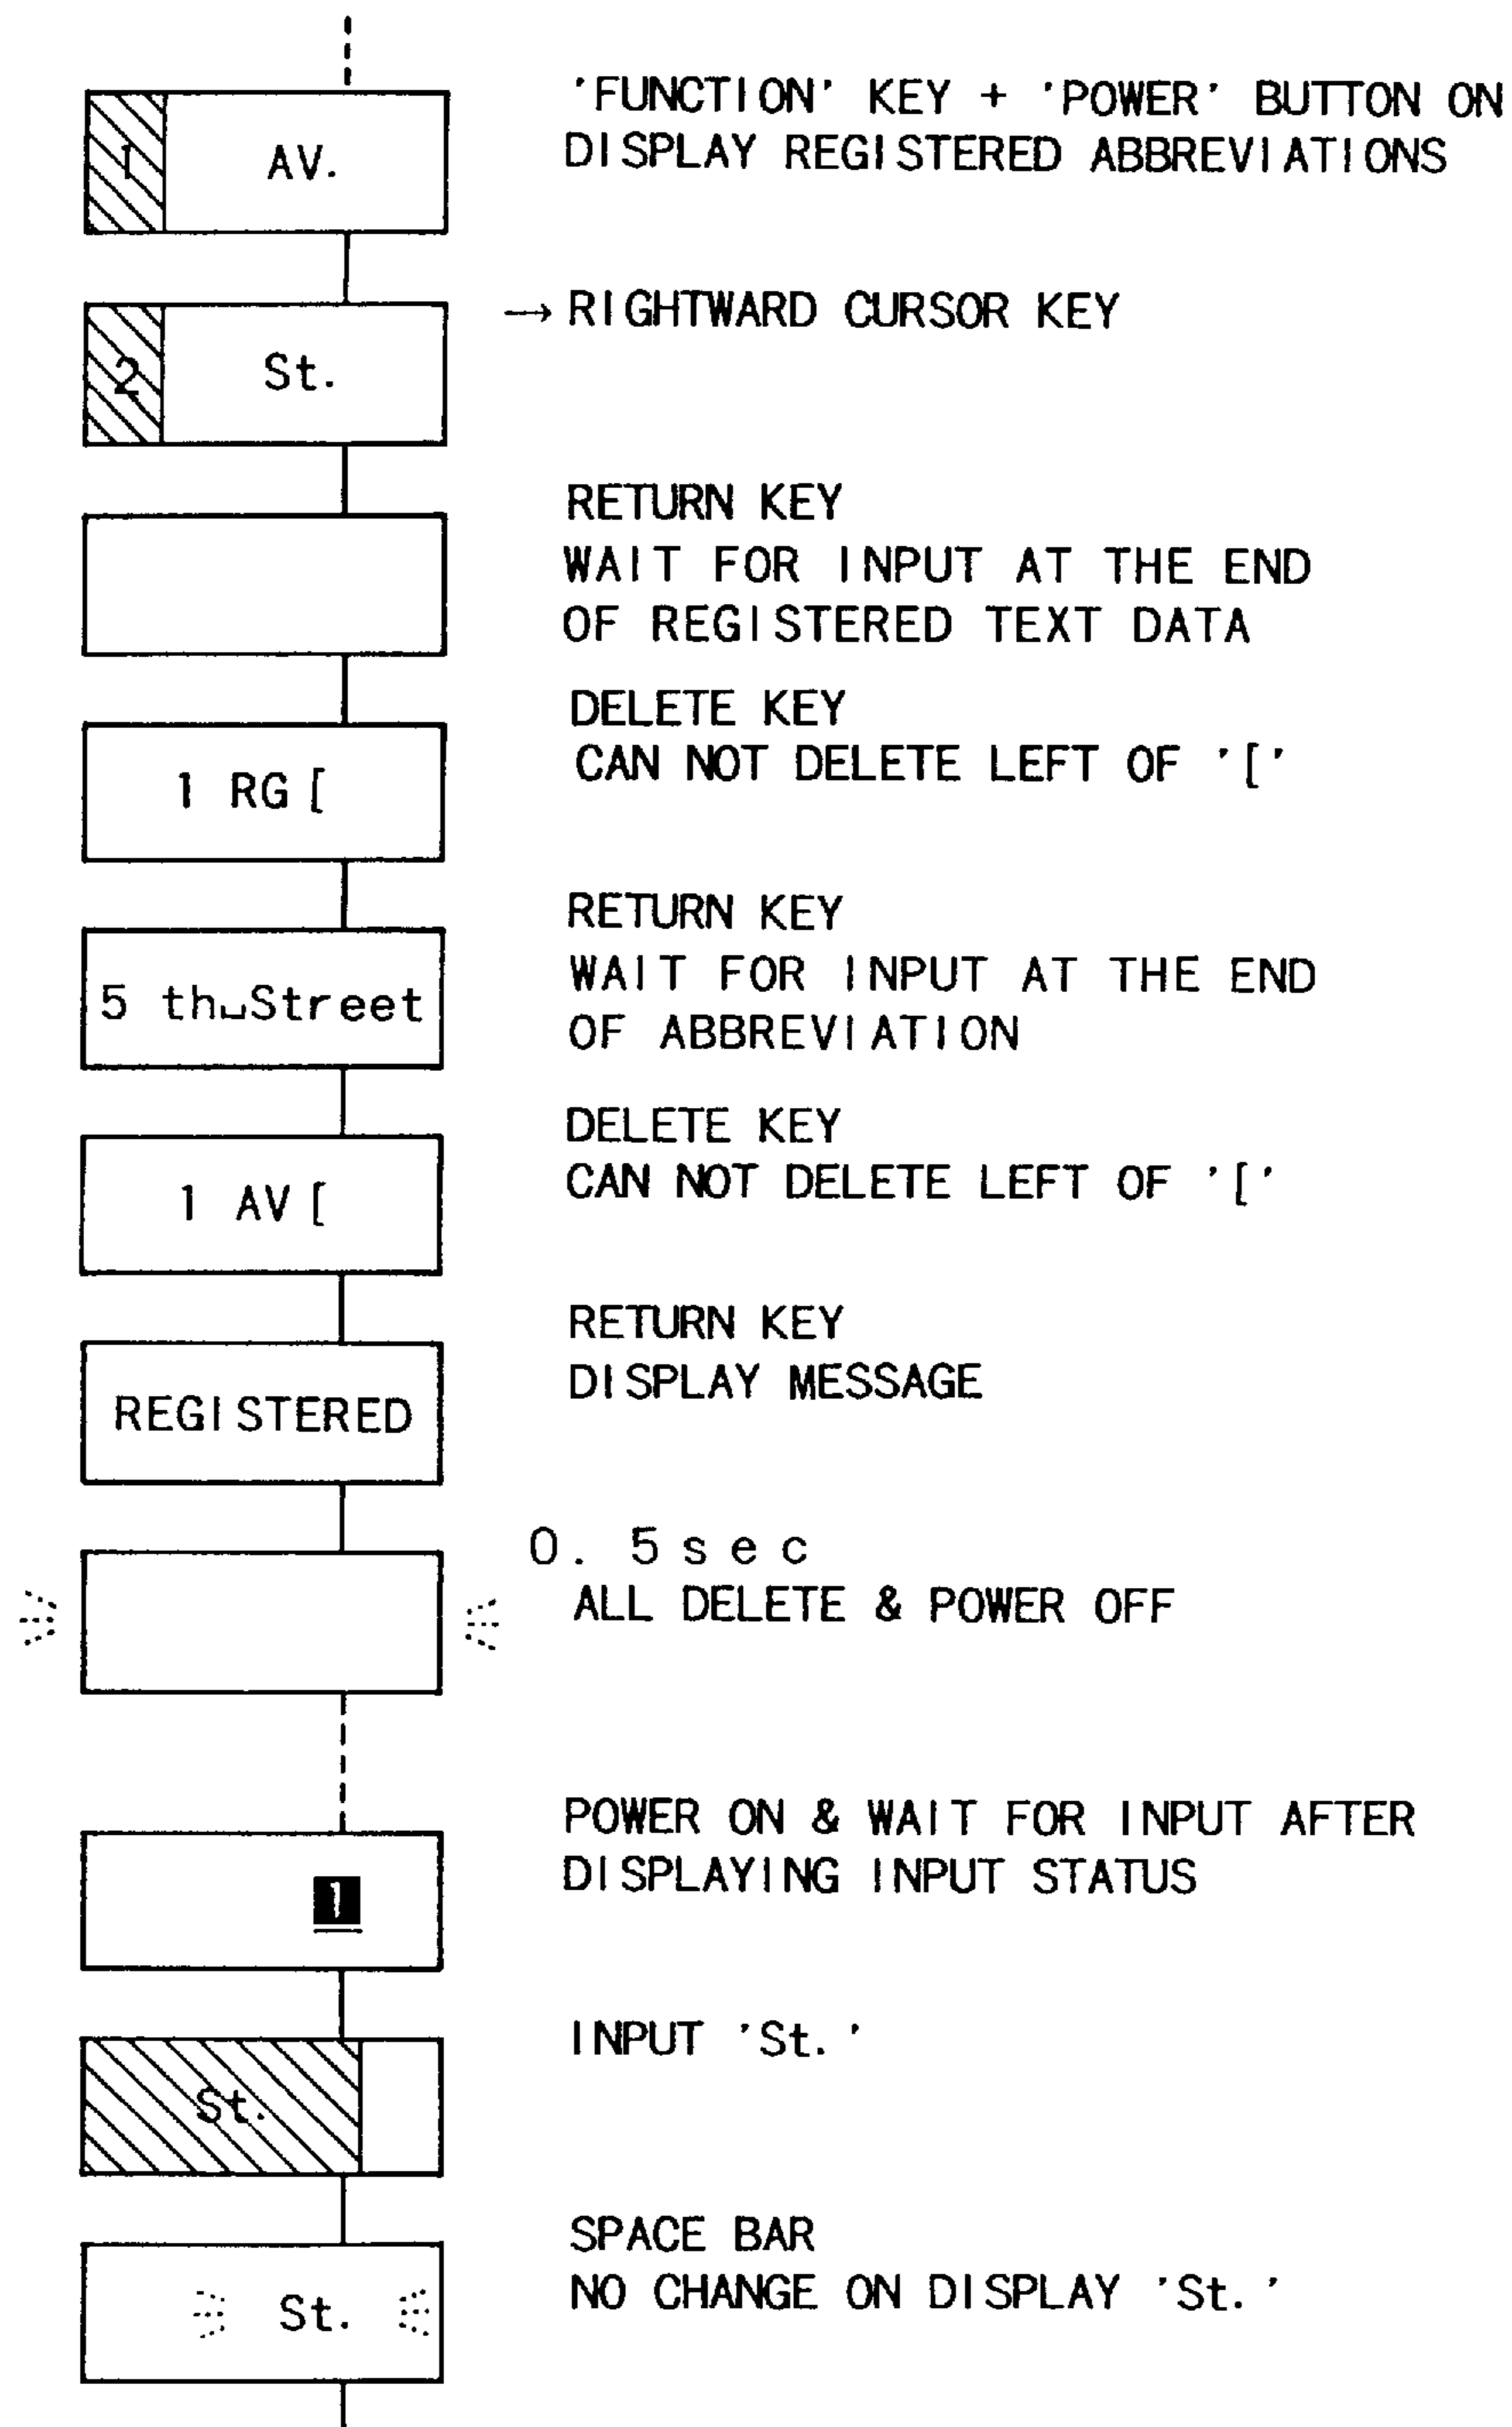 'FUNCTION' KEY + 'POWER' BUTTON ON
1 AV.
DISPLAY REGISTERED ABBREVIATIONS
→ RIGHTWARD CURSOR KEY
2 St.
RETURN KEY
WAIT FOR INPUT AT THE END
OF REGISTERED TEXT DATA
DELETE KEY
CAN NOT DELETE LEFT OF '['
1 RG [
RETURN KEY
WAIT FOR INPUT AT THE END
5 th␣Street
OF ABBREVIATION
DELETE KEY
CAN NOT DELETE LEFT OF '['
1 AV [
RETURN KEY
DISPLAY MESSAGE
REGISTERED
0. 5 sec
ALL DELETE & POWER OFF
POWER ON & WAIT FOR INPUT AFTER
DISPLAYING INPUT STATUS
1
INPUT 'St.'
St.
SPACE BAR
NO CHANGE ON DISPLAY 'St.'
St.